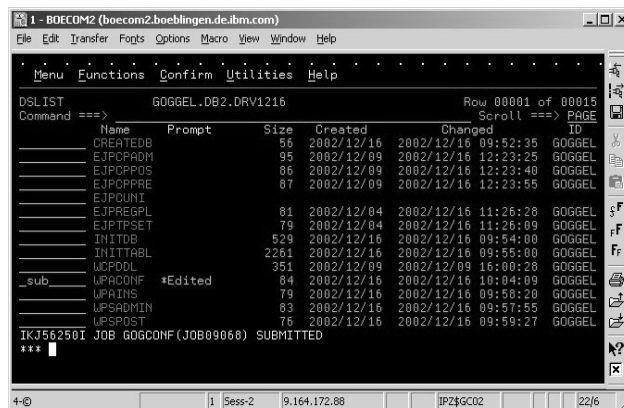 1 - BOECOM2 (boecom2.boeblingen.de.ibm.com)
File Edit Transfer Fonts Options Macro View Window Help
Menu Functions Confirm Utilities Help
DSLIST GOGGEL.DB2.DRV1216 Row 00001 of 00015
Command ===> Scroll ===> PAGE
Name Prompt Size Created Changed ID
CREATEDB 56 2002/12/16 2002/12/16 09:52:35 GOGGEL
EJPCPADM 95 2002/12/09 2002/12/16 12:23:25 GOGGEL
EJPCPPOS 86 2002/12/09 2002/12/16 12:23:40 GOGGEL
EJPCPPRE 87 2002/12/09 2002/12/16 12:23:55 GOGGEL
EJPCUNI
EJPREGPL 81 2002/12/04 2002/12/16 11:26:28 GOGGEL
EJPTPSET 79 2002/12/04 2002/12/16 11:26:09 GOGGEL
INITDB 529 2002/12/16 2002/12/16 09:54:00 GOGGEL
INITTABL 2261 2002/12/16 2002/12/16 09:55:00 GOGGEL
WCPDDL 351 2002/12/09 2002/12/09 16:00:28 GOGGEL
_sub_____ WPACONF *Edited 84 2002/12/16 2002/12/16 10:04:09 GOGGEL
WPAINS 79 2002/12/16 2002/12/16 09:58:20 GOGGEL
WPSADMIN 83 2002/12/16 2002/12/16 09:57:55 GOGGEL
WPSPOST 76 2002/12/16 2002/12/16 09:59:27 GOGGEL
IKJ56250I JOB GOGCONF(JOB09068) SUBMITTED
***
4-© 1 Sess-2 9.164.172.88 IPZ$GC02 22/6